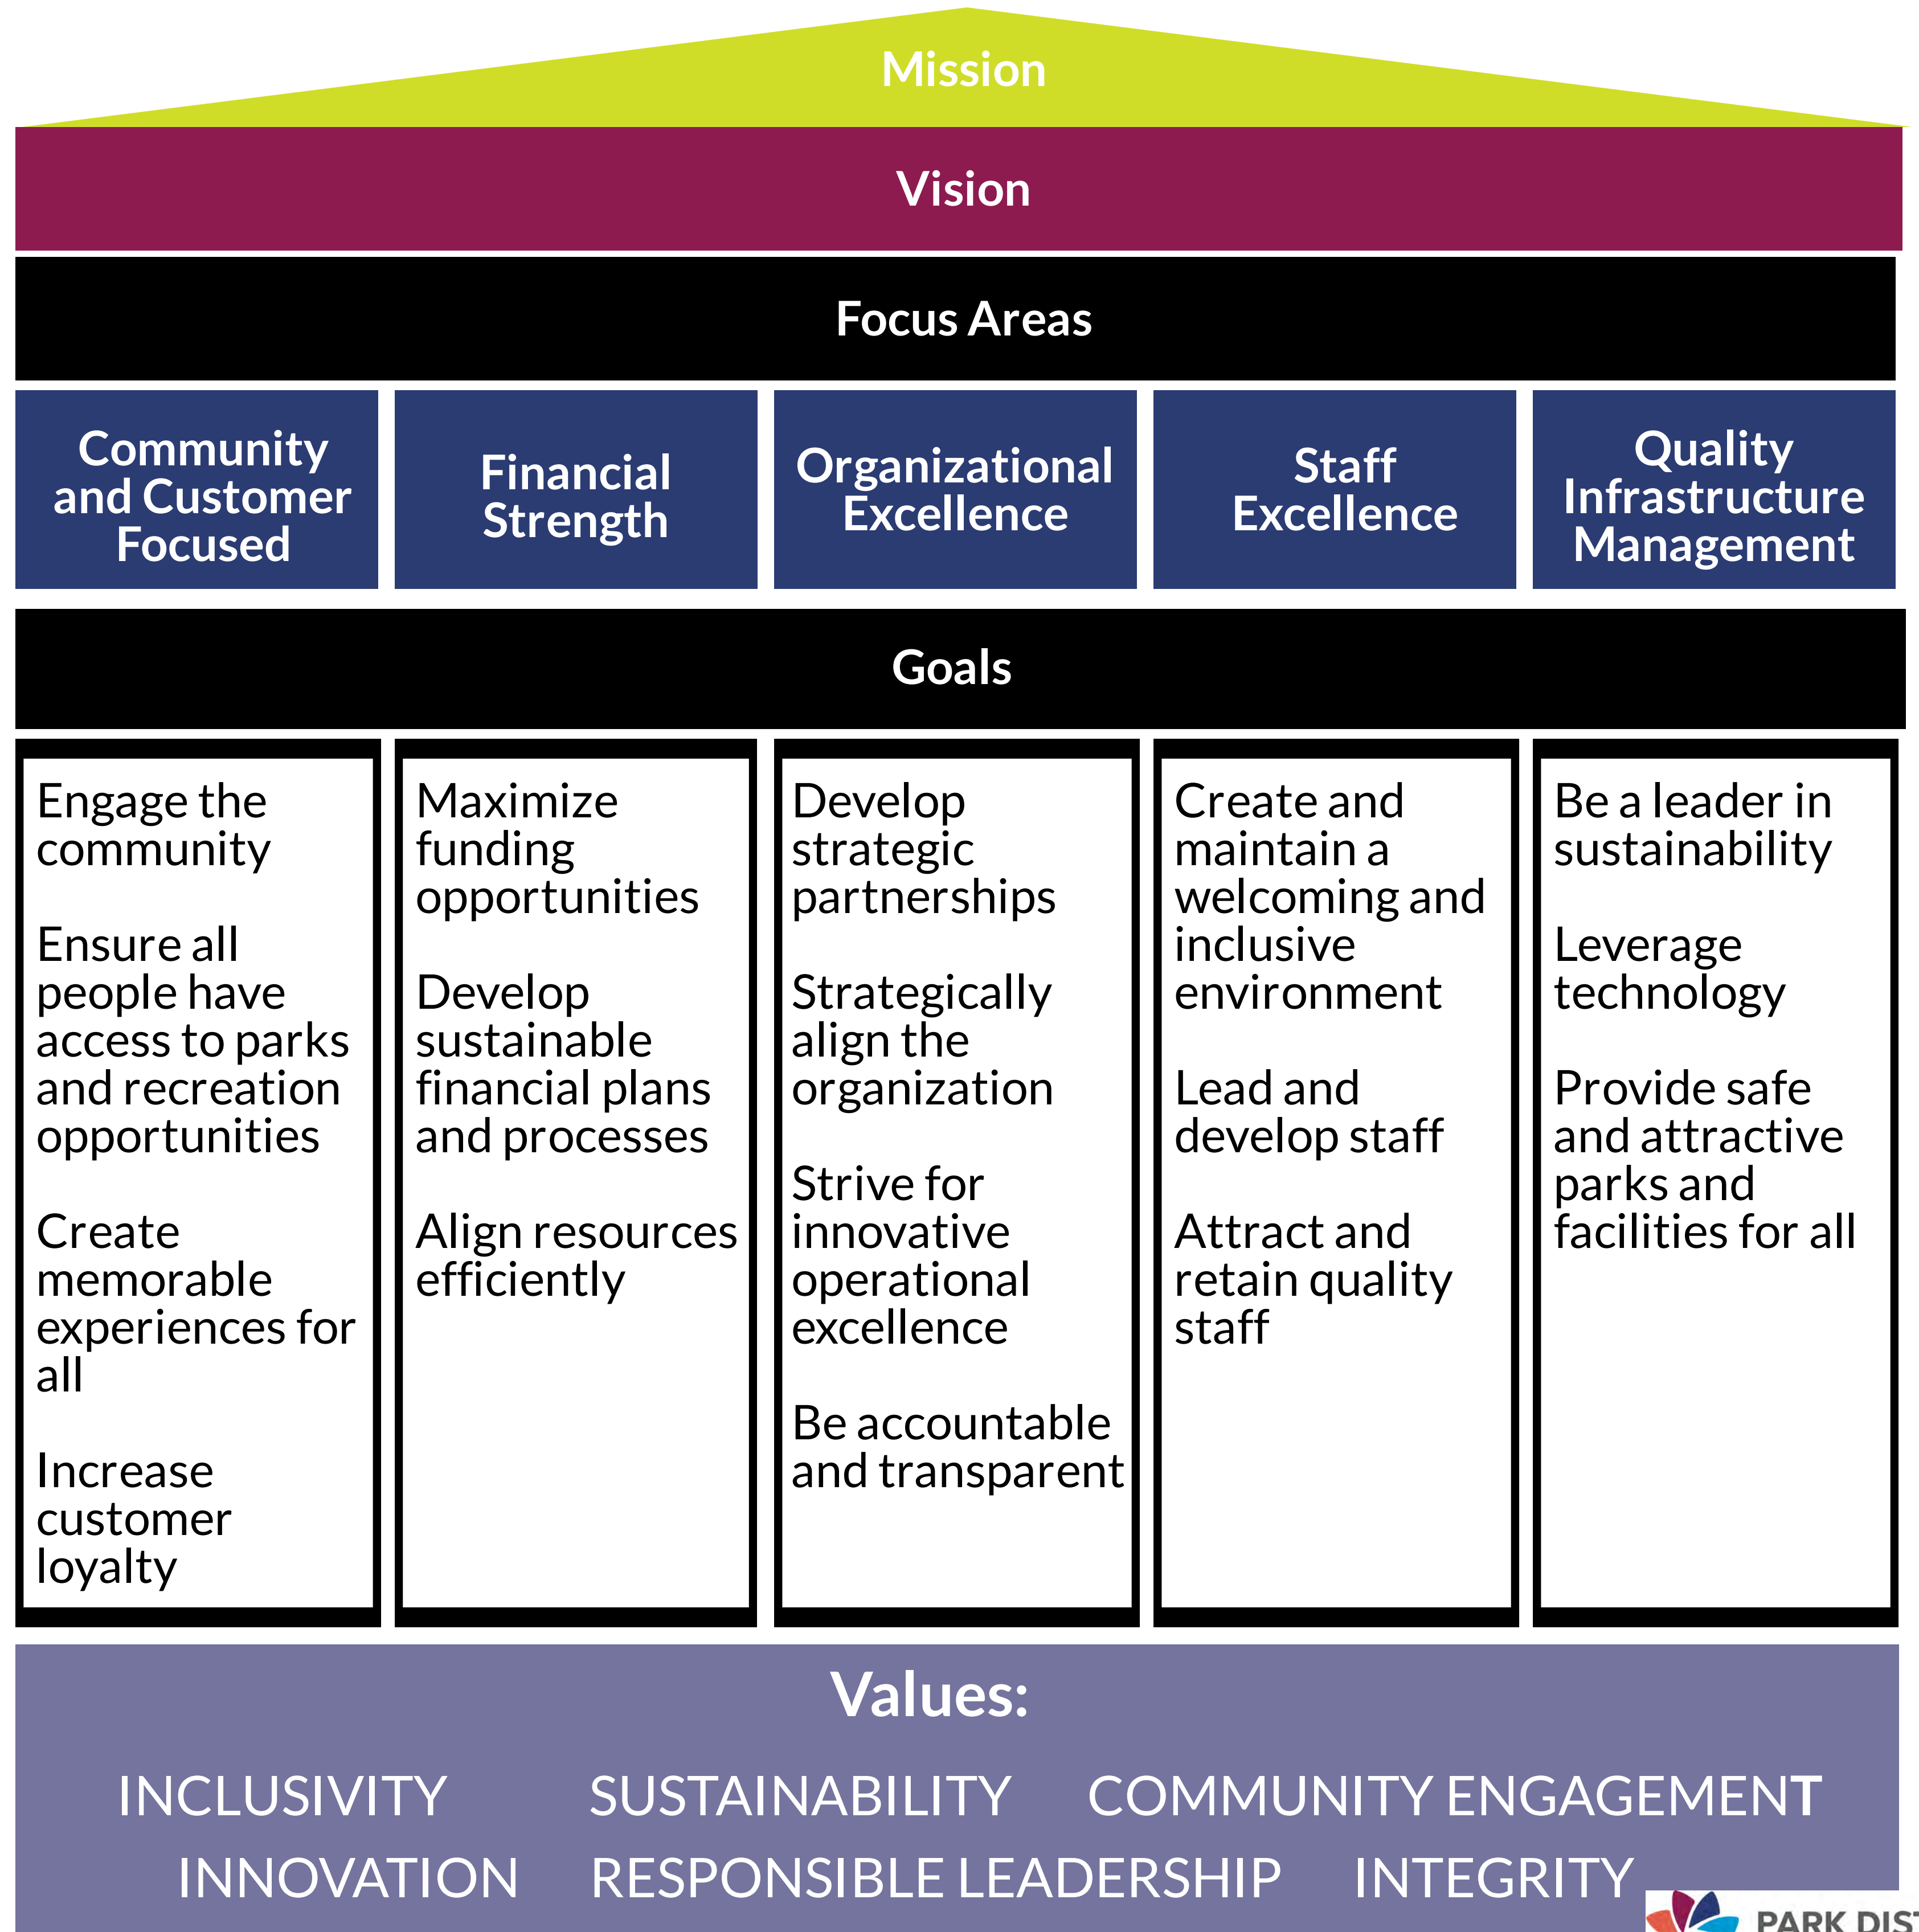 Mission
Vision
Focus Areas
Community
and Customer
Focused
Financial
Strength
Organizational
Excellence
Staff
Excellence
Quality
Infrastructure
Management
Goals
Engage the
community
Ensure all
people have
access to parks
and recreation
opportunities
Create
memorable
experiences for
all
Increase
customer
loyalty
Maximize
funding
opportunities
Develop
sustainable
financial plans
and processes
Align resources
efficiently
Develop
strategic
partnerships
Strategically
align the
organization
Strive for
innovative
operational
excellence
Be accountable
and transparent
Create and
maintain a
welcoming and
inclusive
environment
Lead and
develop staff
Attract and
retain quality
staff
Be a leader in
sustainability
Leverage
technology
Provide safe
and attractive
parks and
facilities for all
Values:
INCLUSIVITY SUSTAINABILITY COMMUNITY ENGAGEMENT
INNOVATION RESPONSIBLE LEADERSHIP INTEGRITY
PARK